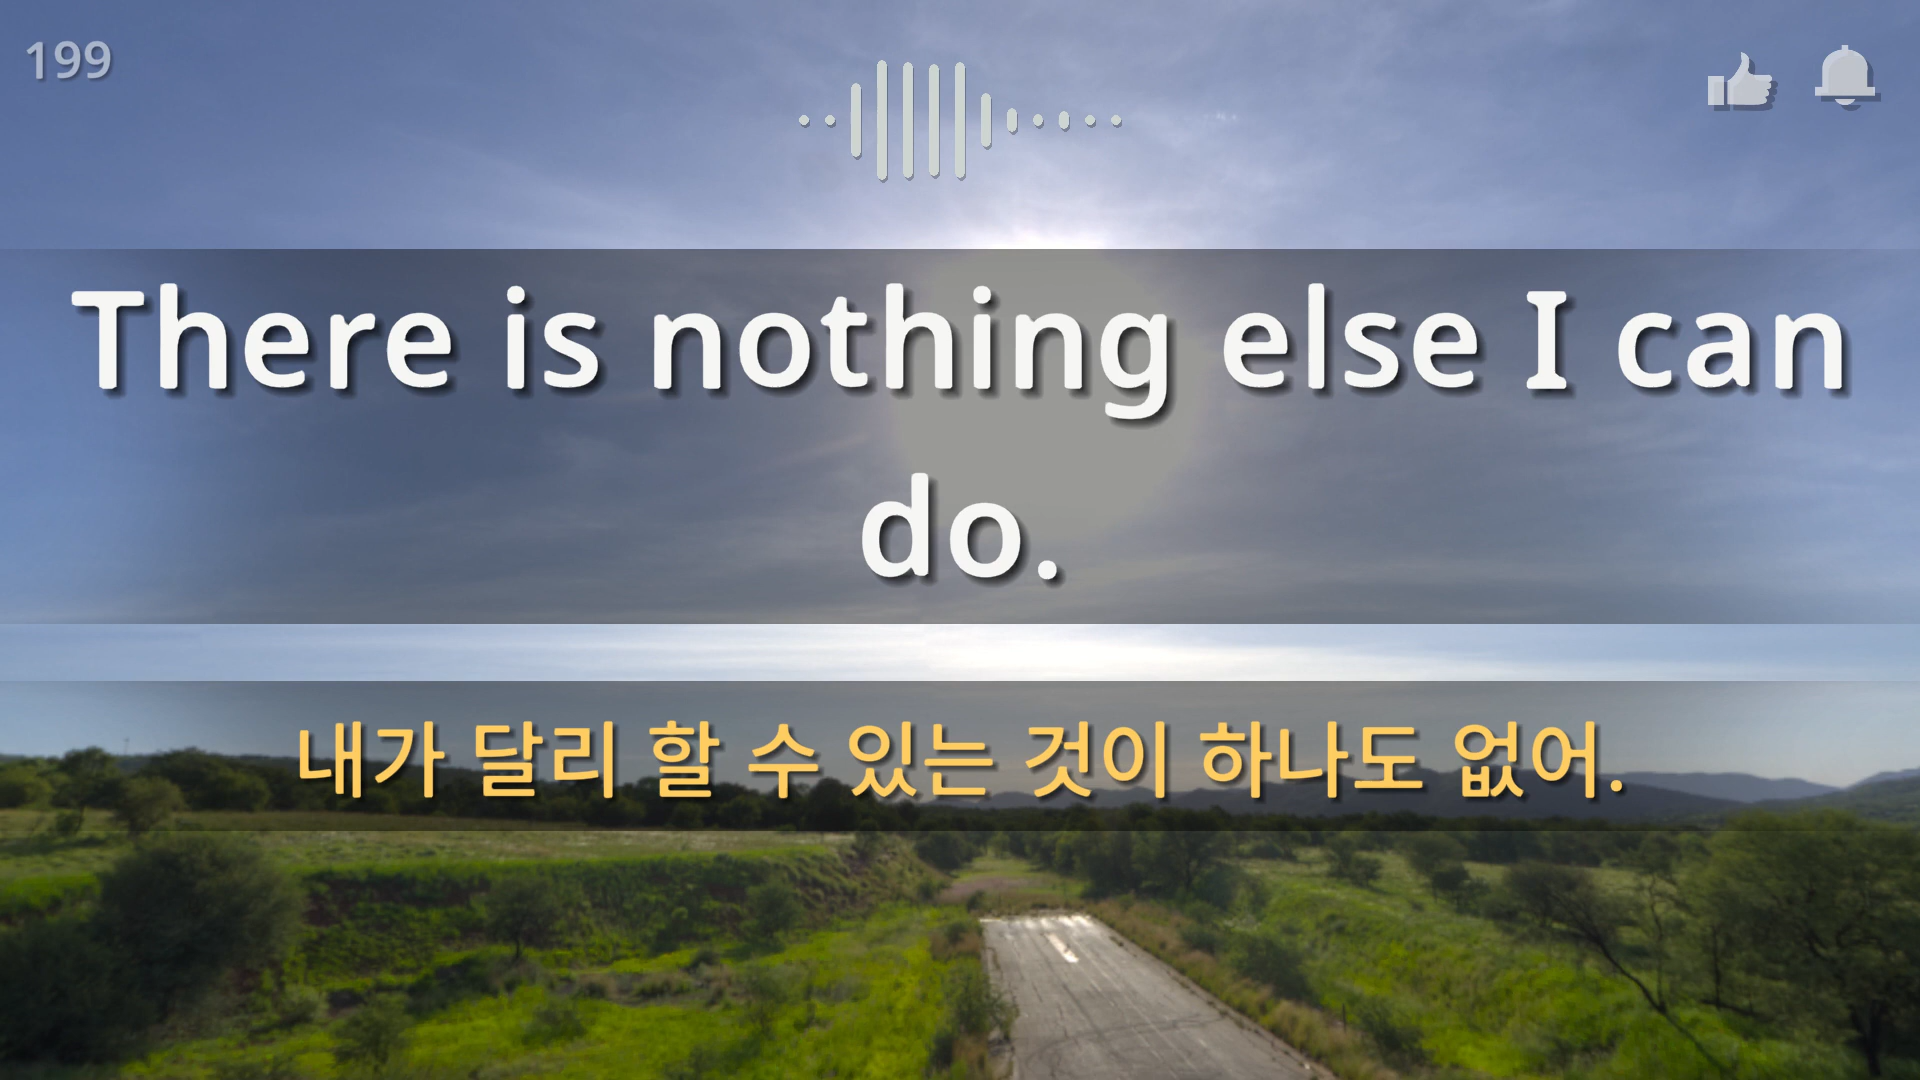 199
There is nothing else I can
do.
내가 달리 할 수 있는 것이 하나도 없어.